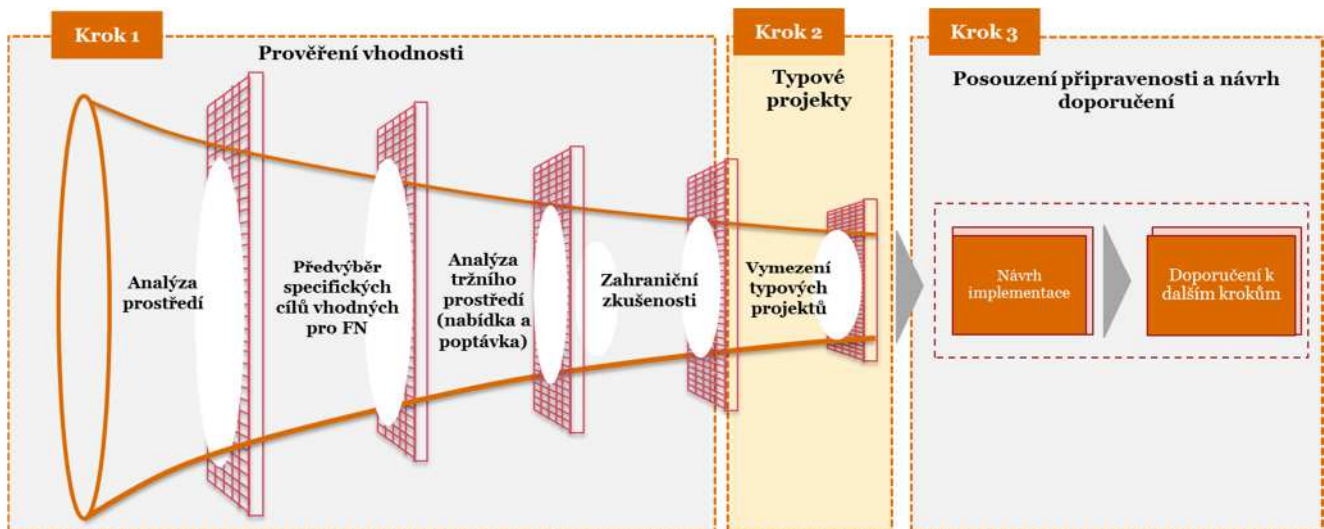 Krok 1
Prověření vhodnosti
Analýza
prostředí
Předvýběr
specifických
cílů vhodných
pro FN
Analýza
tržního
prostředí
(nabídka a
poptávka)
Zahraniční
zkušenosti
Krok 2
Typové
projekty
Vymezení
typových
projektů
Krok 3
Posouzení připravenosti a návrh
doporučení
Návrh
implementace
Doporučení k
dalším krokům